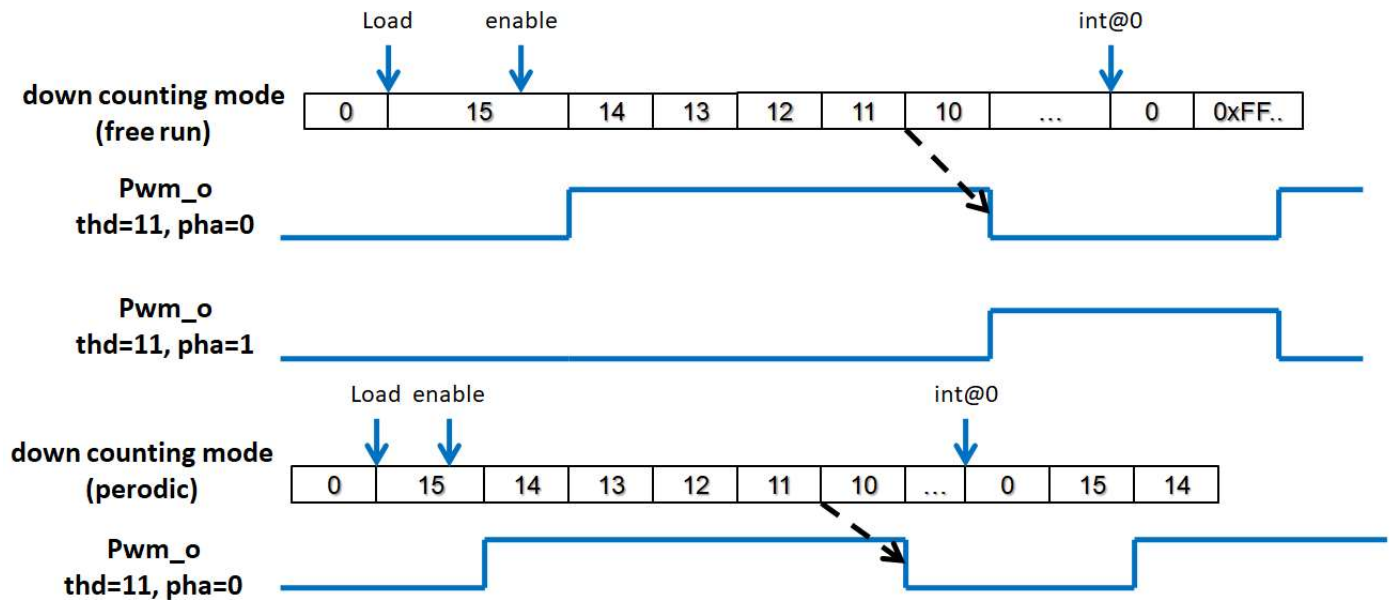 Load enable int@0
down counting mode
(free run)
0 15 14 13 12 11 10 ... 0 0xFF..
Pwm_o
thd=11, pha=0
Pwm_o
thd=11, pha=1
Load enable int@0
down counting mode
(perodic)
0 15 14 13 12 11 10 ... 0 15 14
Pwm_o
thd=11, pha=0